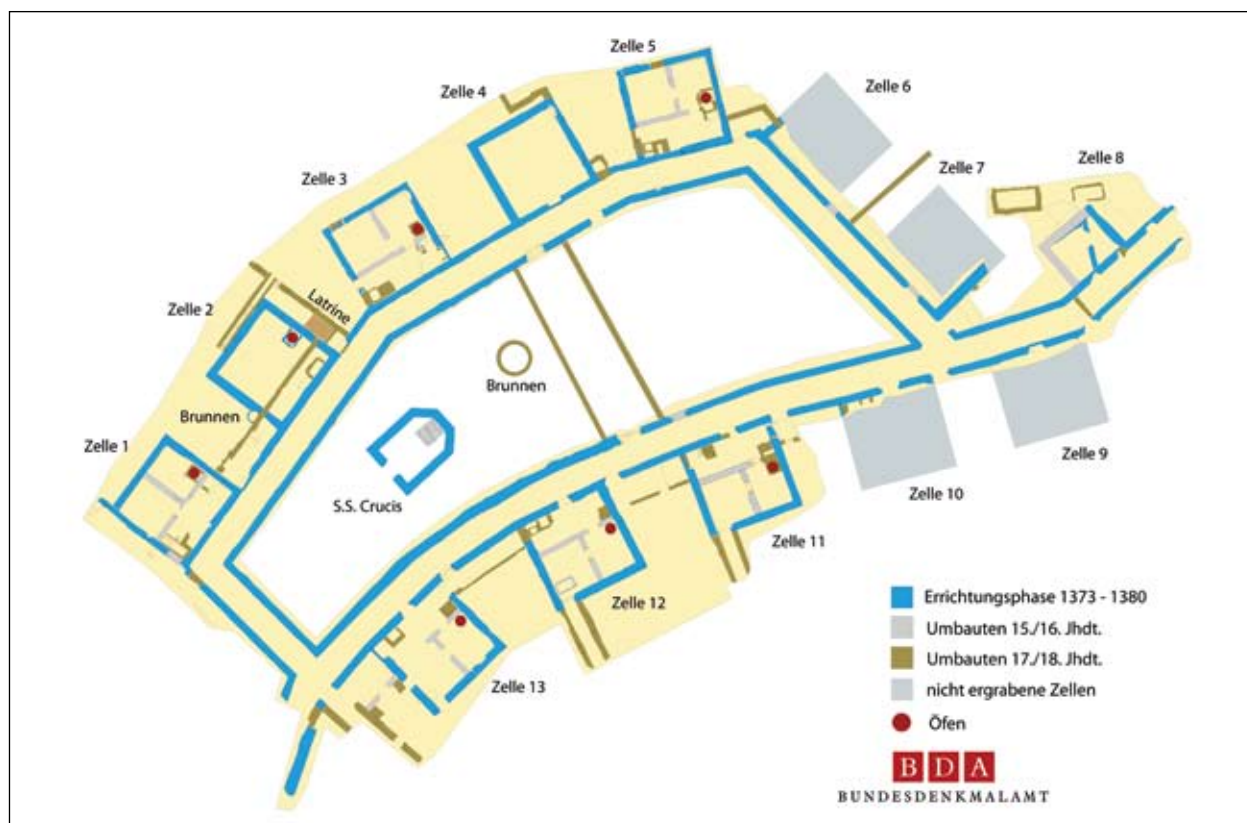 Zelle 5
Zelle 4
Zelle 6
Zelle 3
Zelle 7
Zelle 8
Zelle 2
Latrine
Brunnen
Brunnen
Zelle 1
S.S. Crucis
Zelle 9
Zelle 10
Zelle 11
Zelle 12
Zelle 13
Errichtungsphase 1373 - 1380
Umbauten 15./16. Jhdt.
Umbauten 17./18. Jhdt.
nicht ergrabene Zellen
Öfen
BDA
BUNDESDENKMALAMT